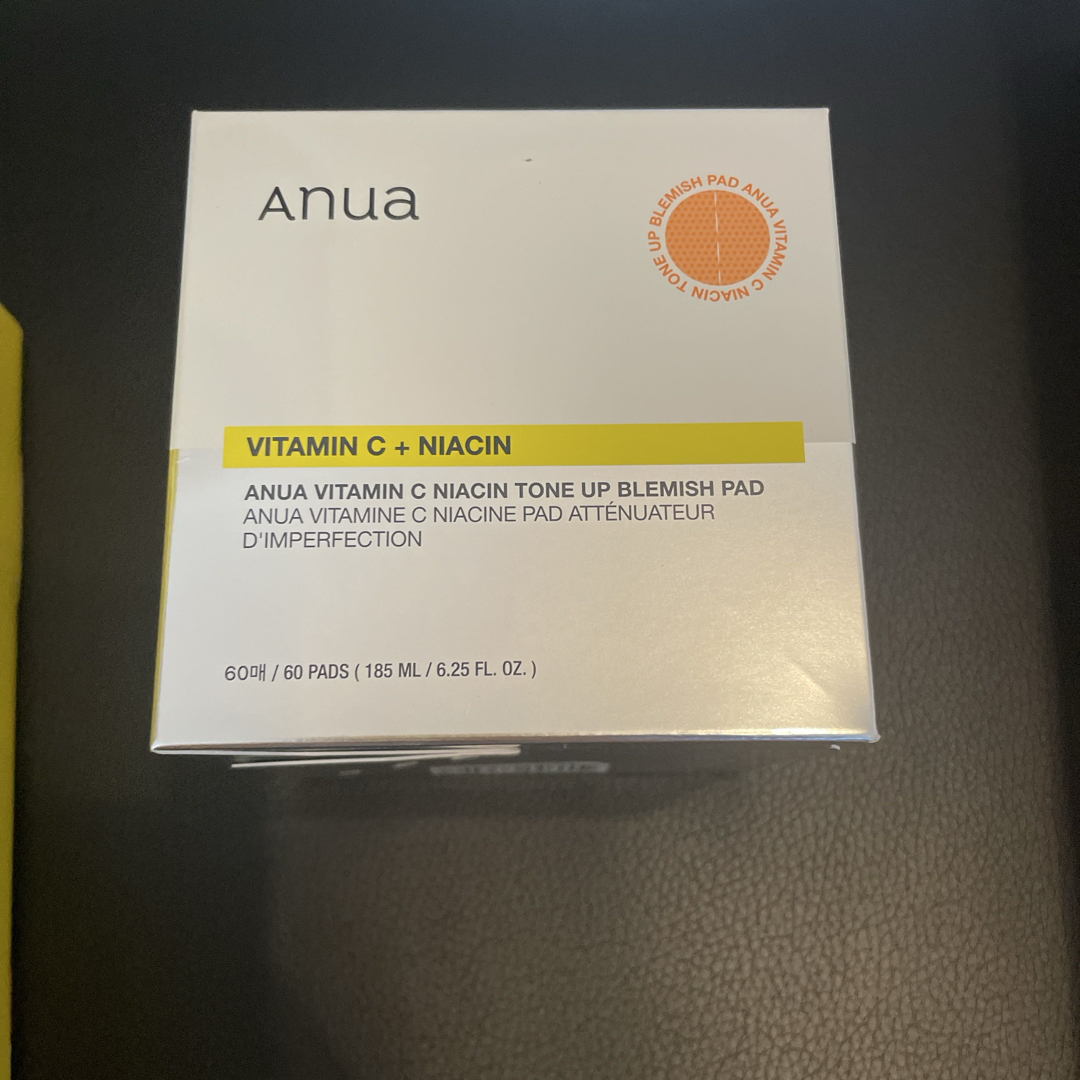 Anua
BLEMISH PAD ANUA VITAMIN C NIACIN TONE UP
VITAMIN C + NIACIN
ANUA VITAMIN C NIACIN TONE UP BLEMISH PAD
ANUA VITAMINE C NIACINE PAD ATTÉNUATEUR
D'IMPERFECTION
60매 / 60 PADS ( 185 ML / 6.25 FL. OZ. )